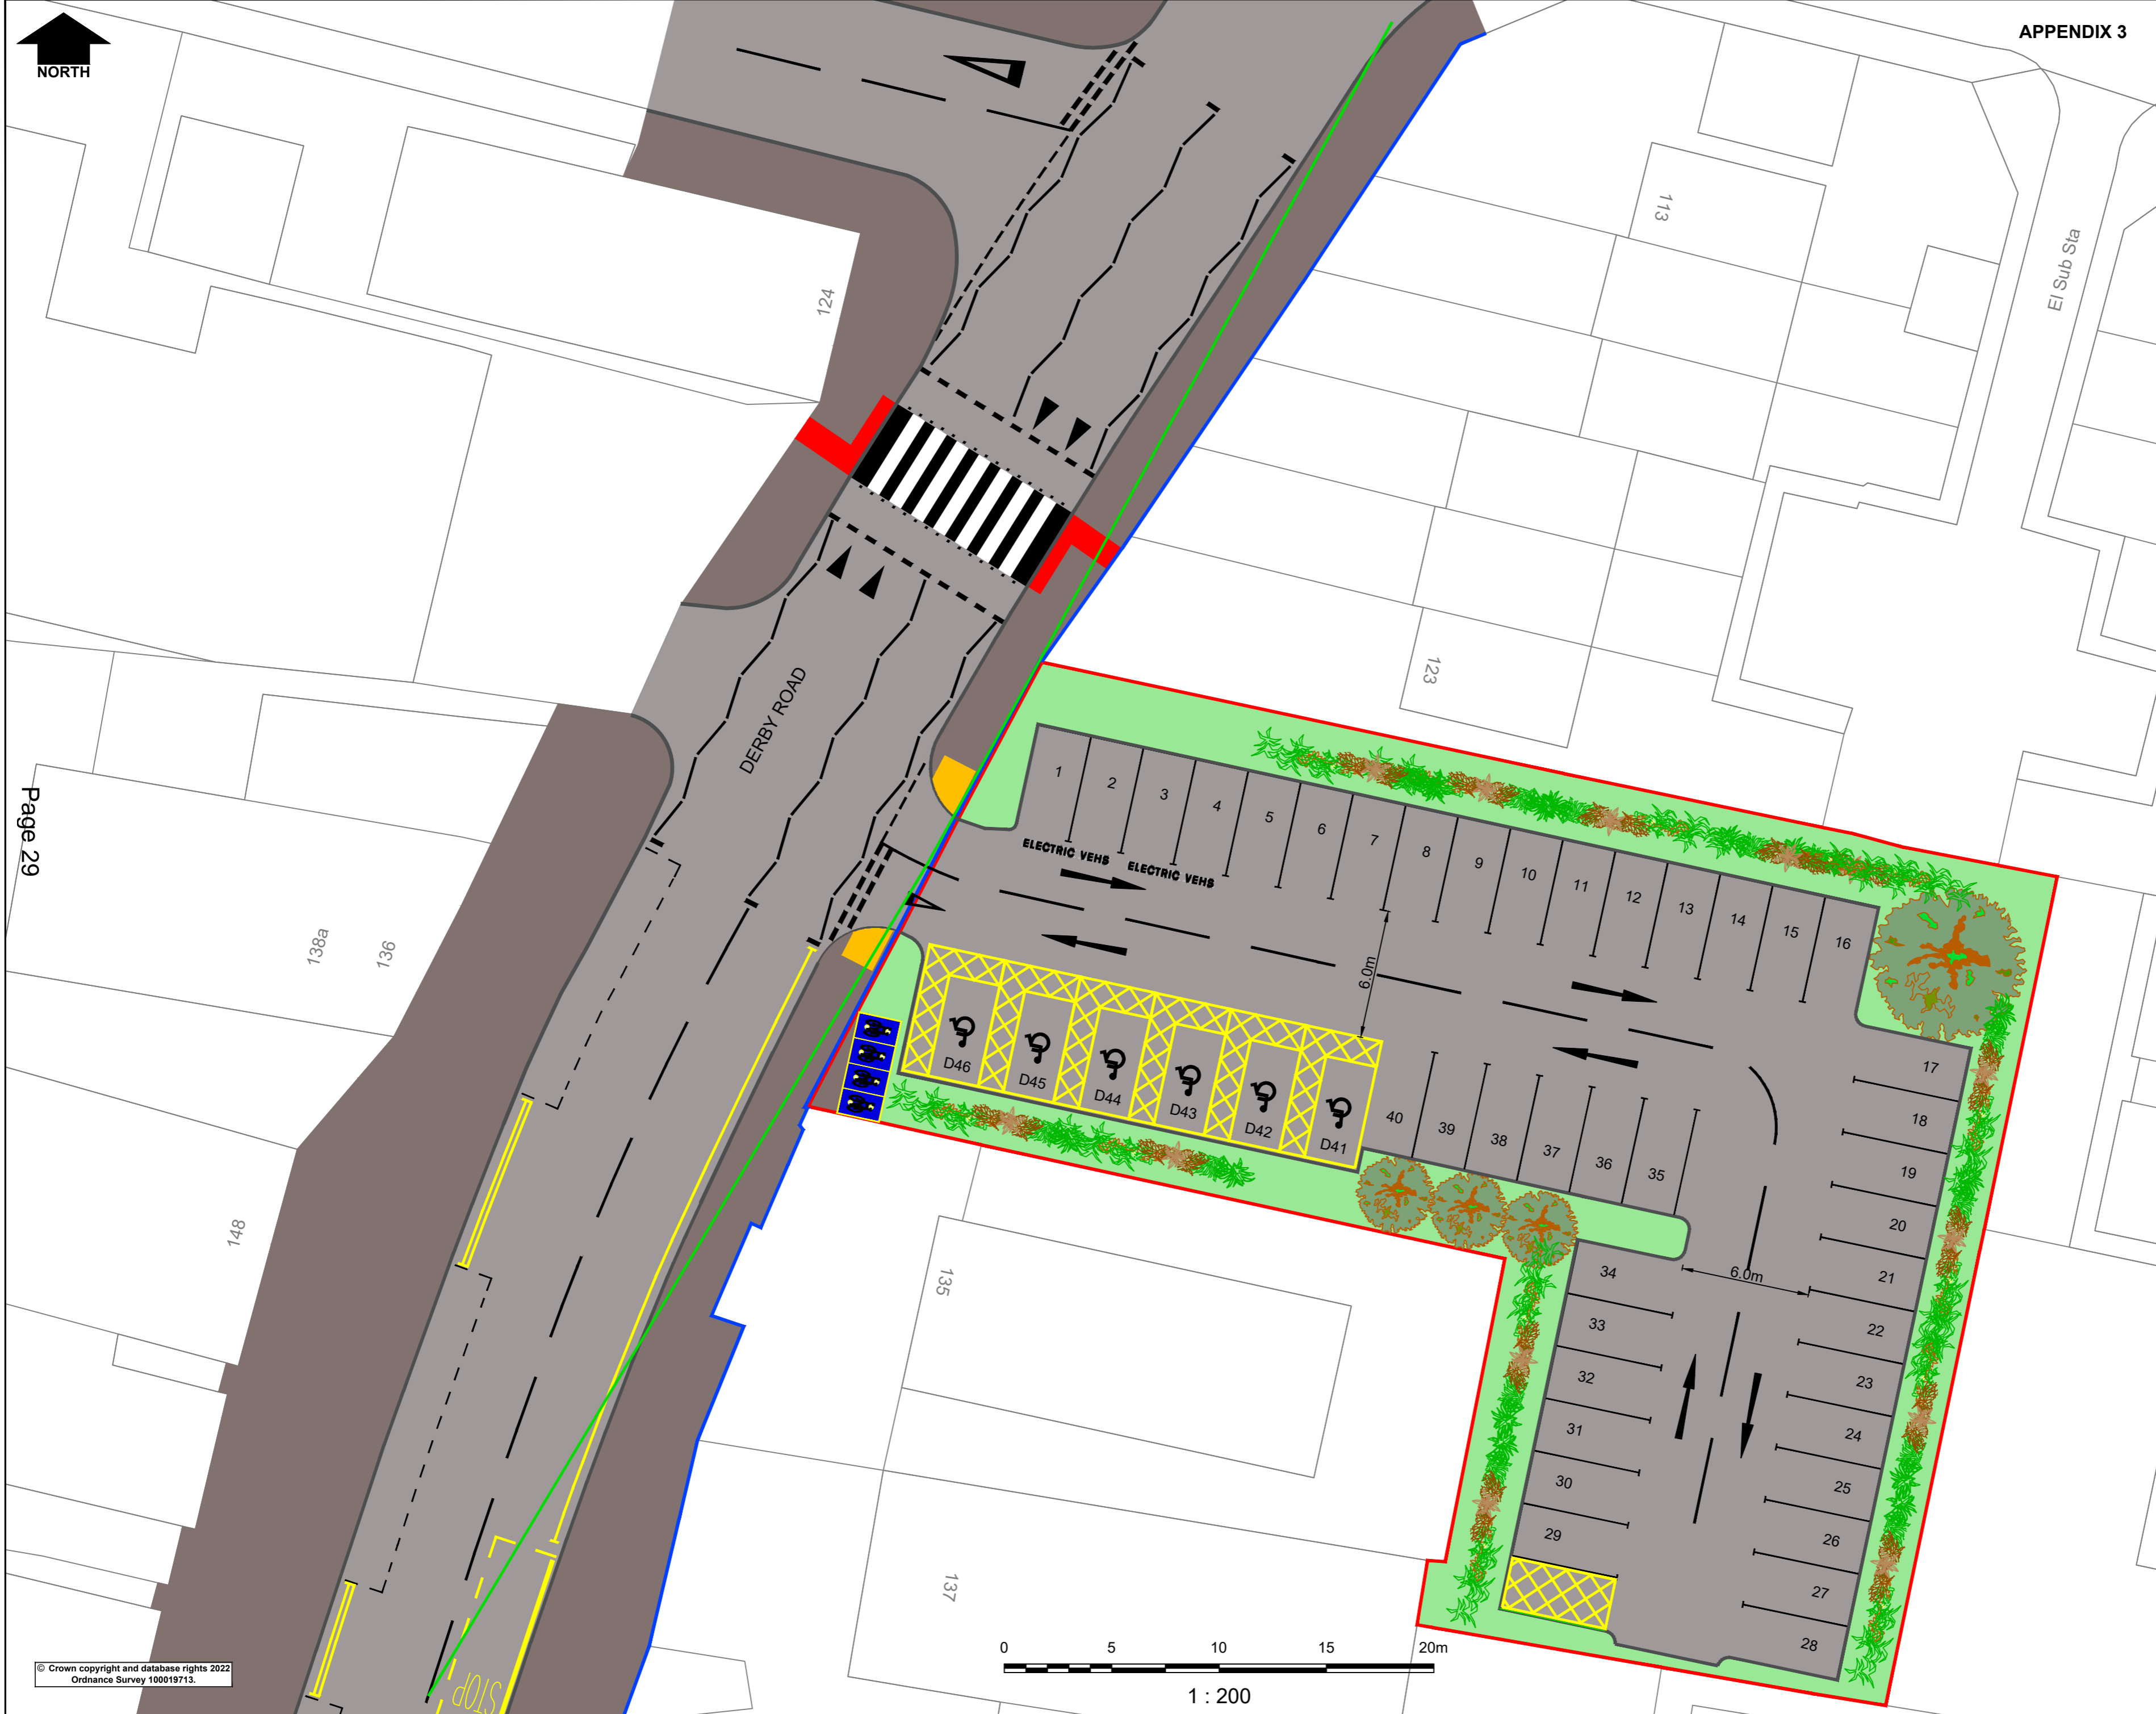 APPENDIX 3
NORTH
113
El Sub Sta
124
123
DERBY ROAD
Page 29
138a
136
148
135
137
1
2
3
4
5
6
7
8
9
10
11
12
13
14
15
16
ELECTRIC VEHS
ELECTRIC VEHS
6.0m
D46
D45
D44
D43
D42
D41
40
39
38
37
36
35
17
18
19
20
21
22
23
24
25
26
27
28
6.0m
34
33
32
31
30
29
STOP
0 5 10 15 20m
1 : 200
© Crown copyright and database rights 2022
Ordnance Survey 100019713.